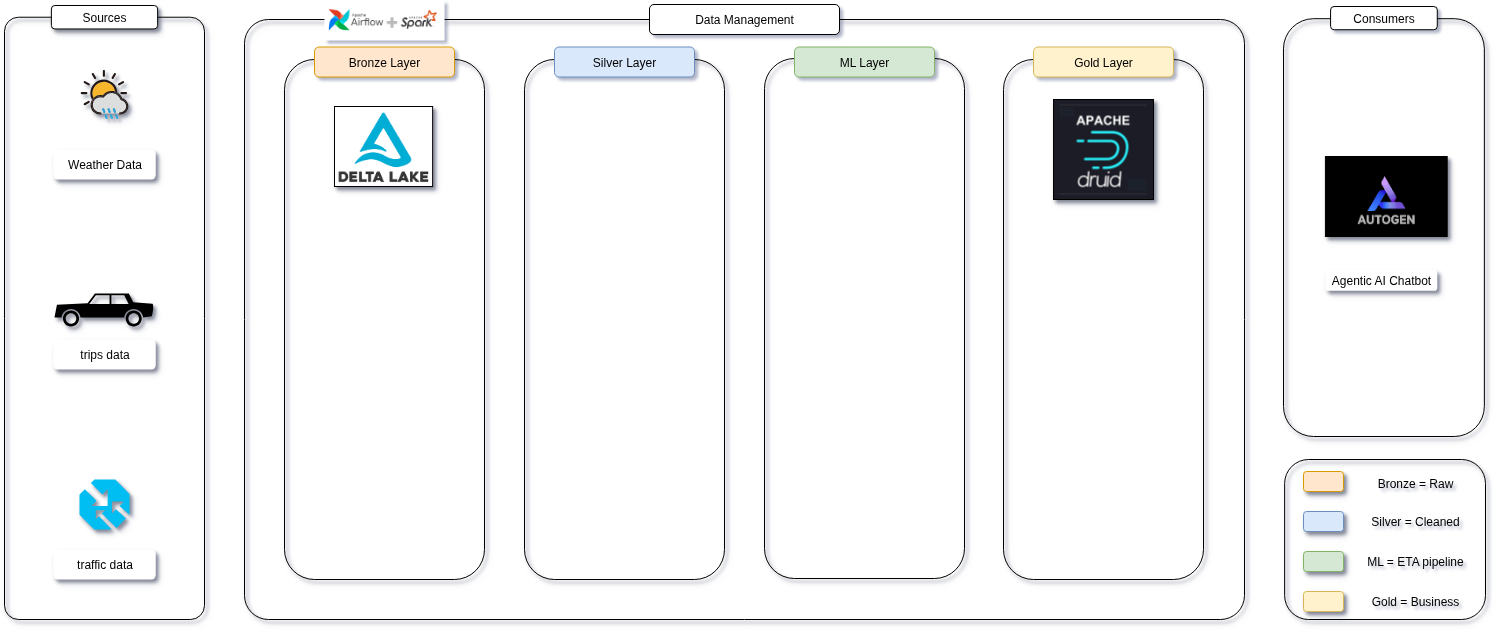 Sources
Weather Data
trips data
traffic data
Data Management
Apache
Airflow
Spark
Bronze Layer
DELTA LAKE
Silver Layer
ML Layer
Gold Layer
APACHE
druid
Consumers
AUTOGEN
Agentic AI Chatbot
Bronze = Raw
Silver = Cleaned
ML = ETA pipeline
Gold = Business